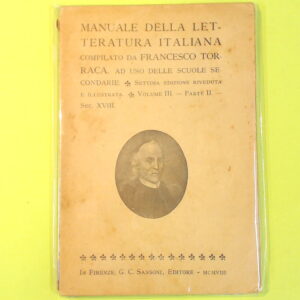 MANUALE DELLA LET-
TERATURA ITALIANA
COMPILATO DA FRANCESCO TOR-
RACA, AD USO DELLE SCUOLE SE-
CONDARIE. SETTIMA EDIZIONE RIVEDUTA
E ILLUSTRATA. VOLUME III. — PARTE II. —
SEC. XVIII.
IN FIRENZE, G. C. SANSONI, EDITORE - MCMVIII